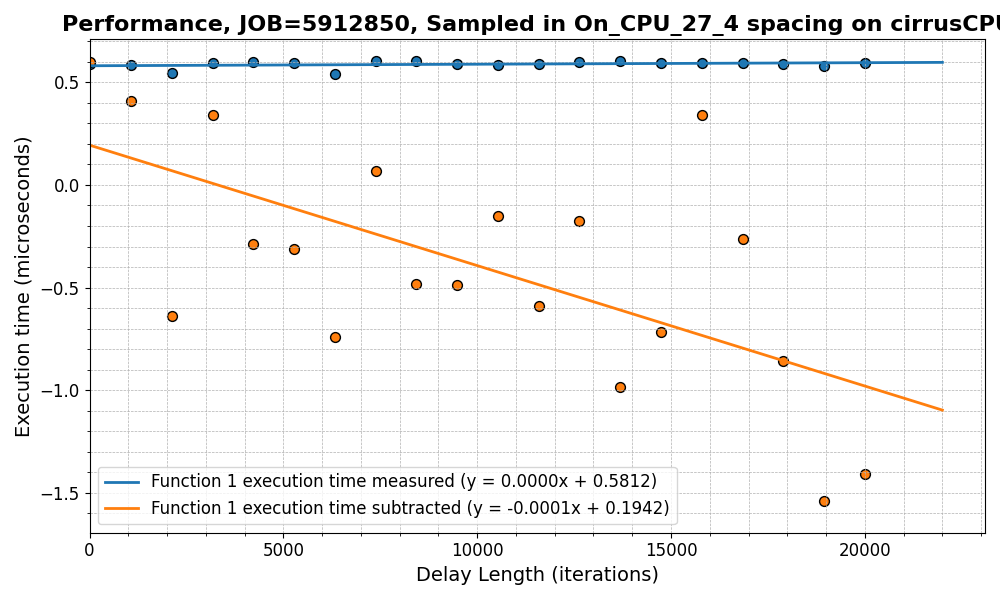 Performance, JOB=5912850, Sampled in On_CPU_27_4 spacing on cirrusCPU
Execution time (microseconds)
0.5
0.0
−0.5
−1.0
−1.5
Function 1 execution time measured (y = 0.0000x + 0.5812)
Function 1 execution time subtracted (y = -0.0001x + 0.1942)
0 5000 10000 15000 20000
Delay Length (iterations)